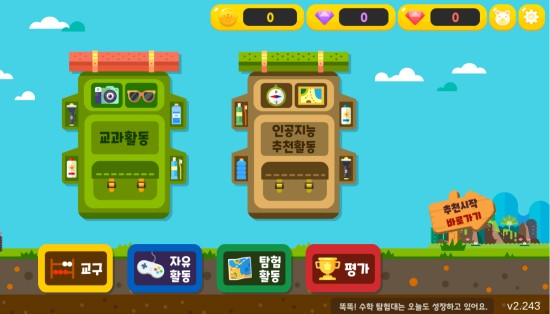 0
0
0
교과활동
인공지능
추천활동
추천시작
바로가기
교구
자유
활동
탐험
활동
평가
똑똑! 수학 탐험대는 오늘도 성장하고 있어요.
v2.243